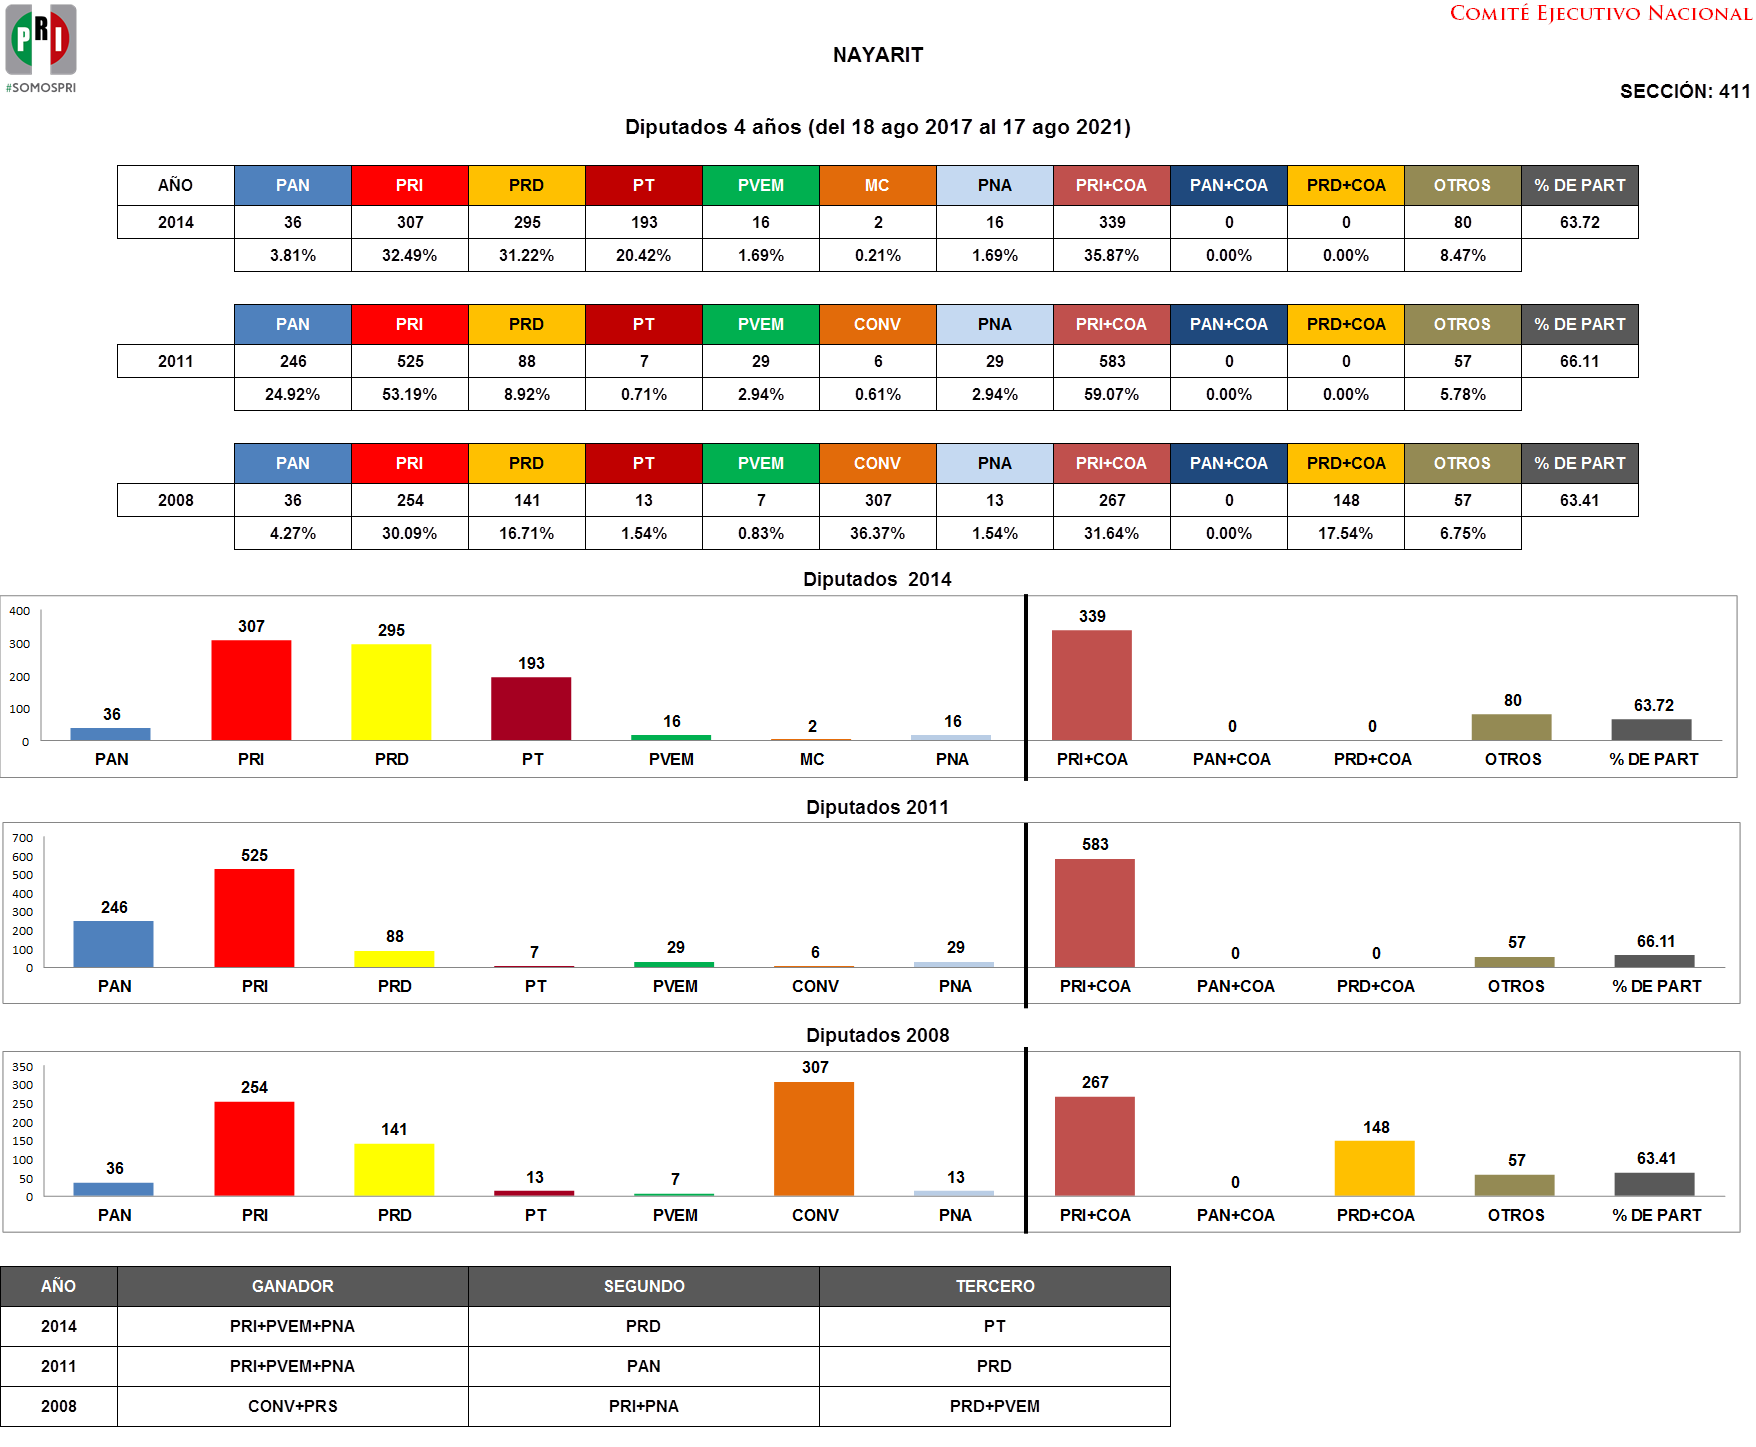 PRI
#SOMOSPRI
COMITÉ EJECUTIVO NACIONAL
NAYARIT
SECCIÓN: 411
Diputados 4 años (del 18 ago 2017 al 17 ago 2021)
AÑO PAN PRI PRD PT PVEM MC PNA PRI+COA PAN+COA PRD+COA OTROS % DE PART
2014 36 307 295 193 16 2 16 339 0 0 80 63.72
3.81% 32.49% 31.22% 20.42% 1.69% 0.21% 1.69% 35.87% 0.00% 0.00% 8.47%
PAN PRI PRD PT PVEM CONV PNA PRI+COA PAN+COA PRD+COA OTROS % DE PART
2011 246 525 88 7 29 6 29 583 0 0 57 66.11
24.92% 53.19% 8.92% 0.71% 2.94% 0.61% 2.94% 59.07% 0.00% 0.00% 5.78%
PAN PRI PRD PT PVEM CONV PNA PRI+COA PAN+COA PRD+COA OTROS % DE PART
2008 36 254 141 13 7 307 13 267 0 148 57 63.41
4.27% 30.09% 16.71% 1.54% 0.83% 36.37% 1.54% 31.64% 0.00% 17.54% 6.75%
Diputados 2014
400
300
200
100
0
36 307 295 193 16 2 16 339 0 0 80 63.72
PAN PRI PRD PT PVEM MC PNA PRI+COA PAN+COA PRD+COA OTROS % DE PART
Diputados 2011
700
600
500
400
300
200
100
0
246 525 88 7 29 6 29 583 0 0 57 66.11
PAN PRI PRD PT PVEM CONV PNA PRI+COA PAN+COA PRD+COA OTROS % DE PART
Diputados 2008
350
300
250
200
150
100
50
0
36 254 141 13 7 307 13 267 0 148 57 63.41
PAN PRI PRD PT PVEM CONV PNA PRI+COA PAN+COA PRD+COA OTROS % DE PART
AÑO GANADOR SEGUNDO TERCERO
2014 PRI+PVEM+PNA PRD PT
2011 PRI+PVEM+PNA PAN PRD
2008 CONV+PRS PRI+PNA PRD+PVEM